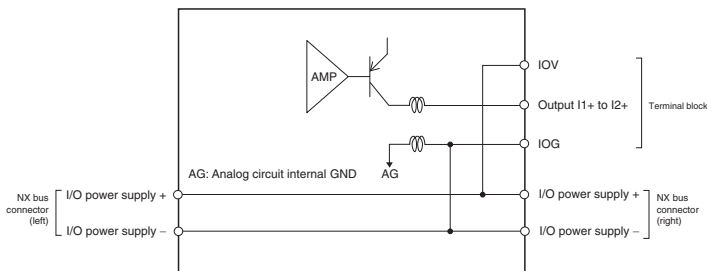 AMP
IOV
Output I1+ to I2+
Terminal block
IOG
AG: Analog circuit internal GND
AG
NX bus
connector
(left)
I/O power supply +
I/O power supply −
I/O power supply +
I/O power supply −
NX bus
connector
(right)